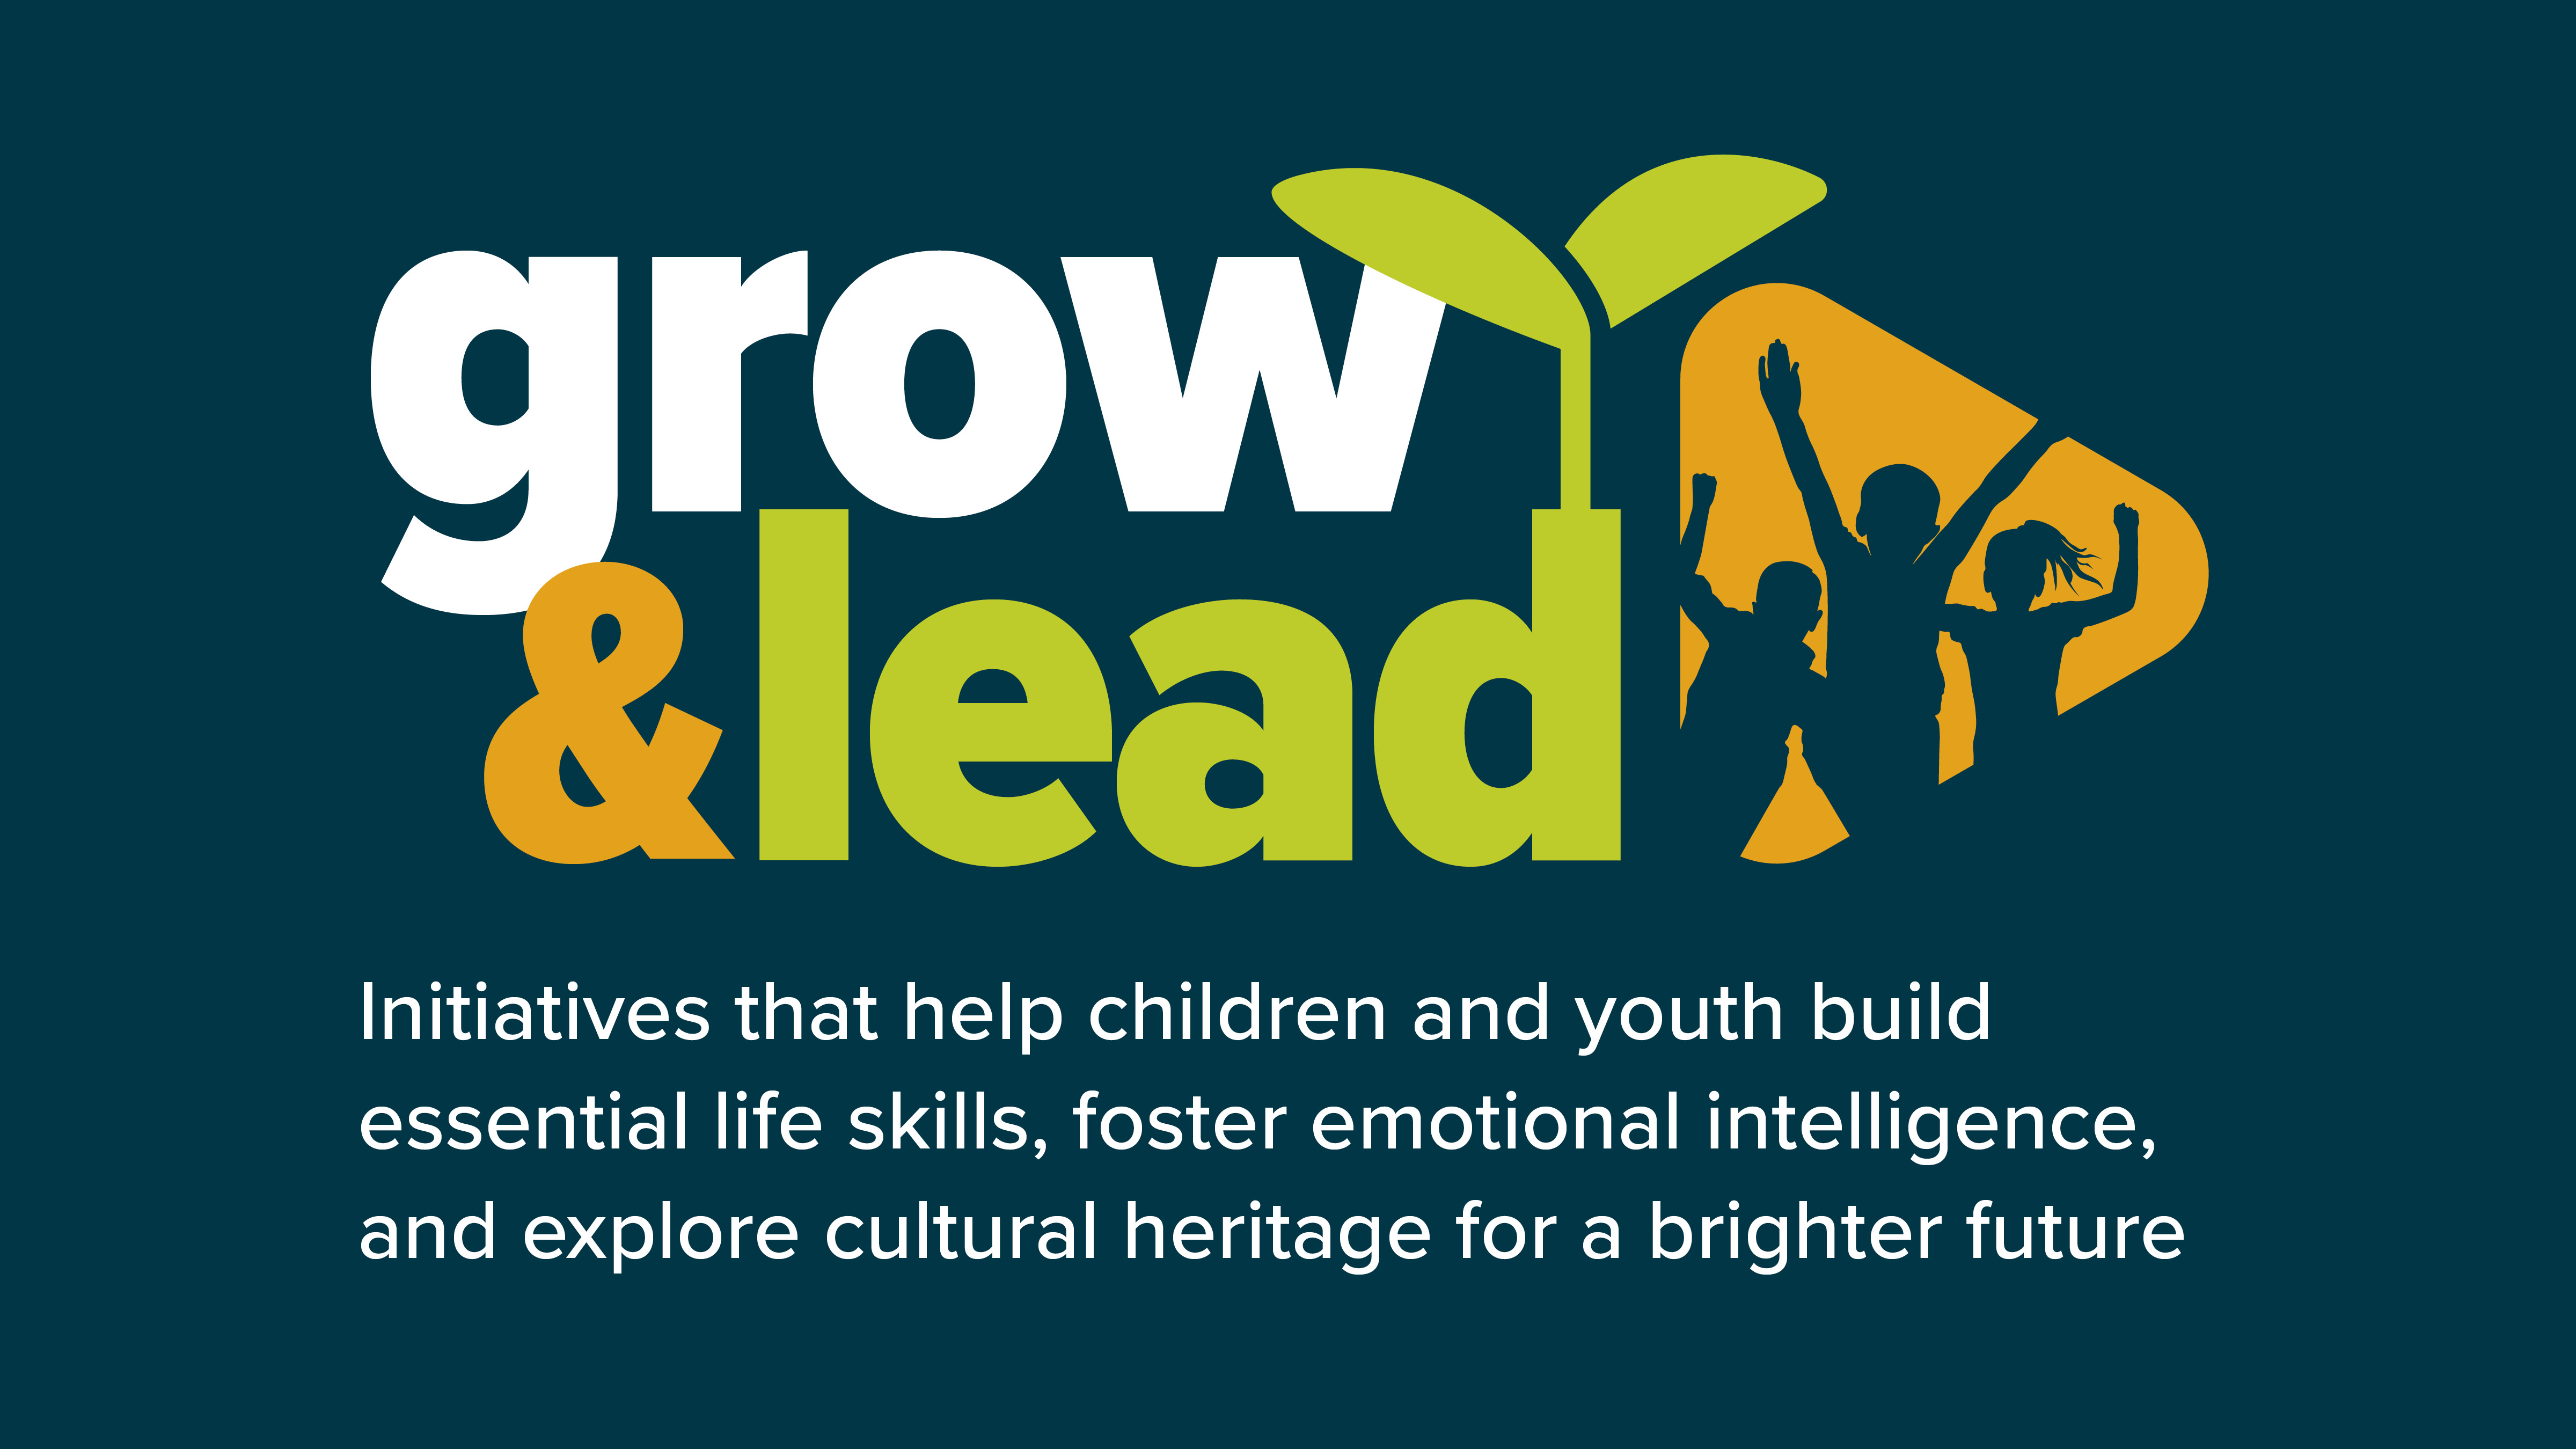 grow
&lead
Initiatives that help children and youth build
essential life skills, foster emotional intelligence,
and explore cultural heritage for a brighter future